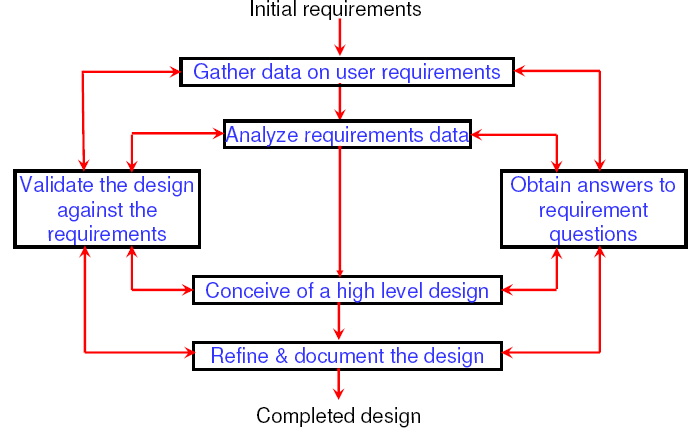 Initial requirements
Gather data on user requirements
Analyze requirements data
Validate the design
against the
requirements
Obtain answers to
requirement
questions
Conceive of a high level design
Refine & document the design
Completed design